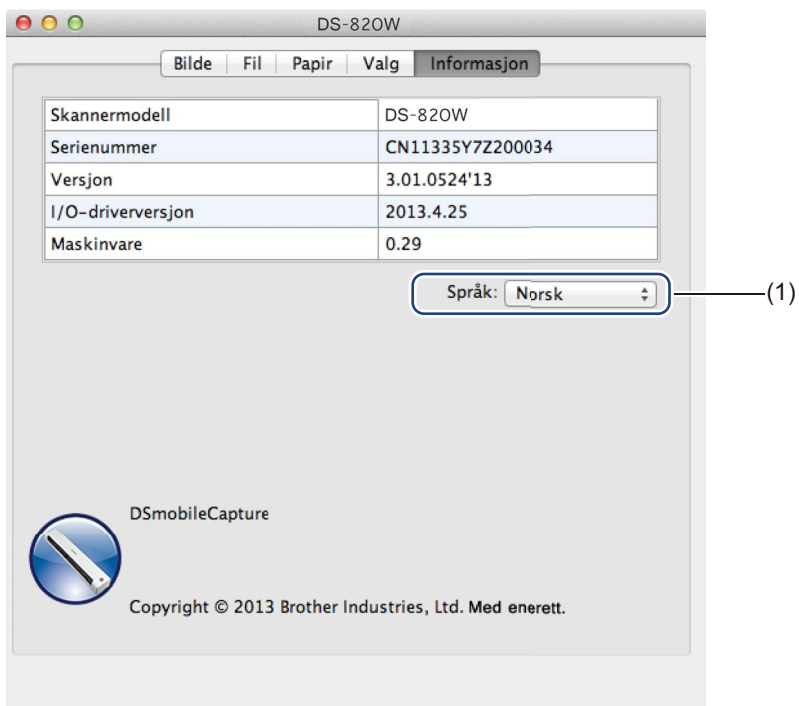 DS-820W
Bilde Fil Papir Valg Informasjon
Skannermodell DS-820W
Serienummer CN11335Y7Z200034
Versjon 3.01.0524'13
I/O-driverversjon 2013.4.25
Maskinvare 0.29
Språk: Norsk (1)
DSmobileCapture
Copyright © 2013 Brother Industries, Ltd. Med enerett.